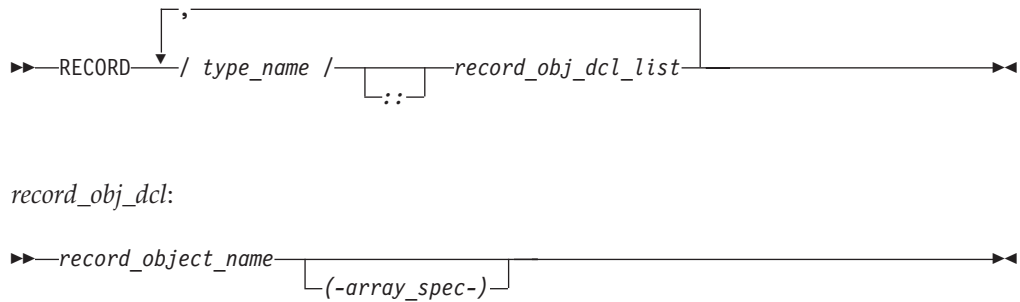 ,
►►—RECORD—/ type_name /—record_obj_dcl_list—►◄
::
record_obj_dcl:
►►—record_object_name—►◄
(-array_spec-)